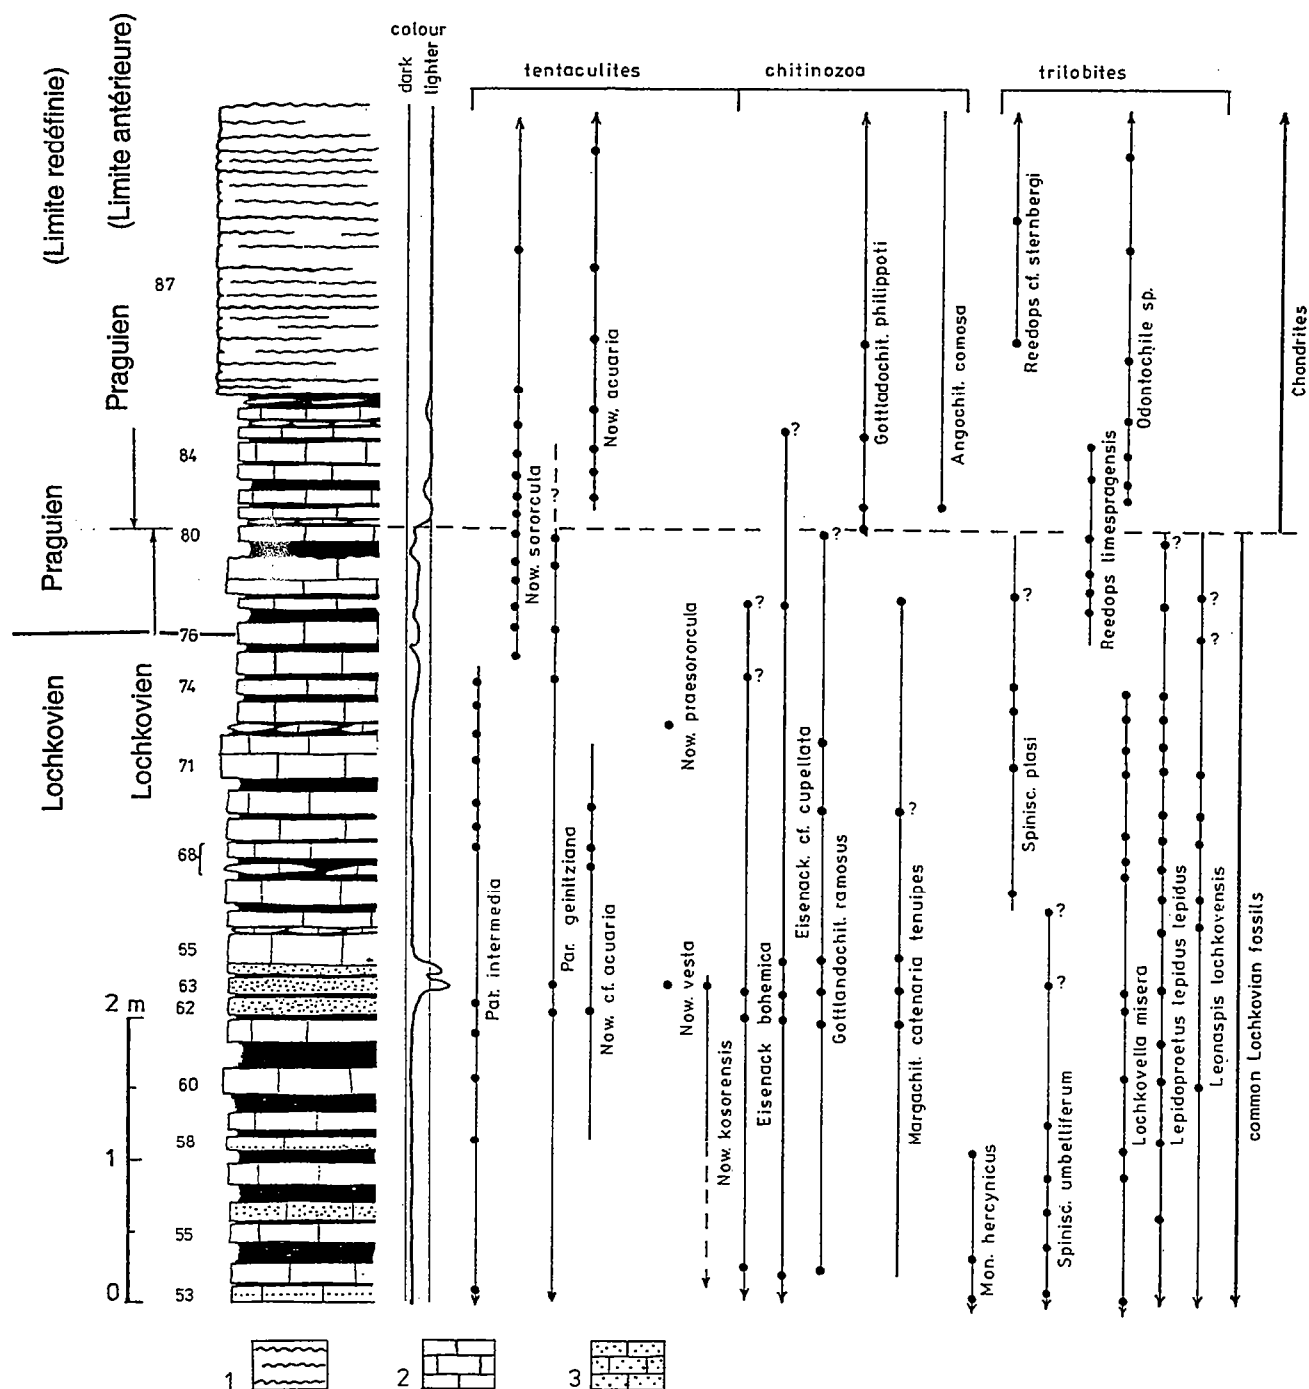 (Limite redéfinie)
(Limite antérieure)
colour
dark
lighter
tentaculites
chitinozoa
trilobites
Praguien
Praguien
Lochkovien
Lochkovien
87
84
80
76
74
71
68
55
63
62
60
58
55
53
2 m
1
0
Par. intermedia
Now. sororcula
?
Par. geinitziana
Now. acuaria
Now. cf. acuaria
Now. praesororcula
Now. vesta
Now. kosorensis
?
?
Eisenack bohemica
?
Eisenack. cf. cupellata
?
Gottlandochit. ramosus
Gottladochit. philippoti
?
Margachit. catenaria tenuipes
Angochit. comosa
Mon. hercynicus
Reedops cf. sternbergi
?
Spinisc. plasi
?
?
Spinisc. umbelliferum
Reedops limespragensis
Odontochile sp.
Lochkovella misera
?
Lepidoproetus lepidus lepidus
?
?
Leonaspis lochkovensis
common Lochkovian fossils
Chondrites
1
2
3